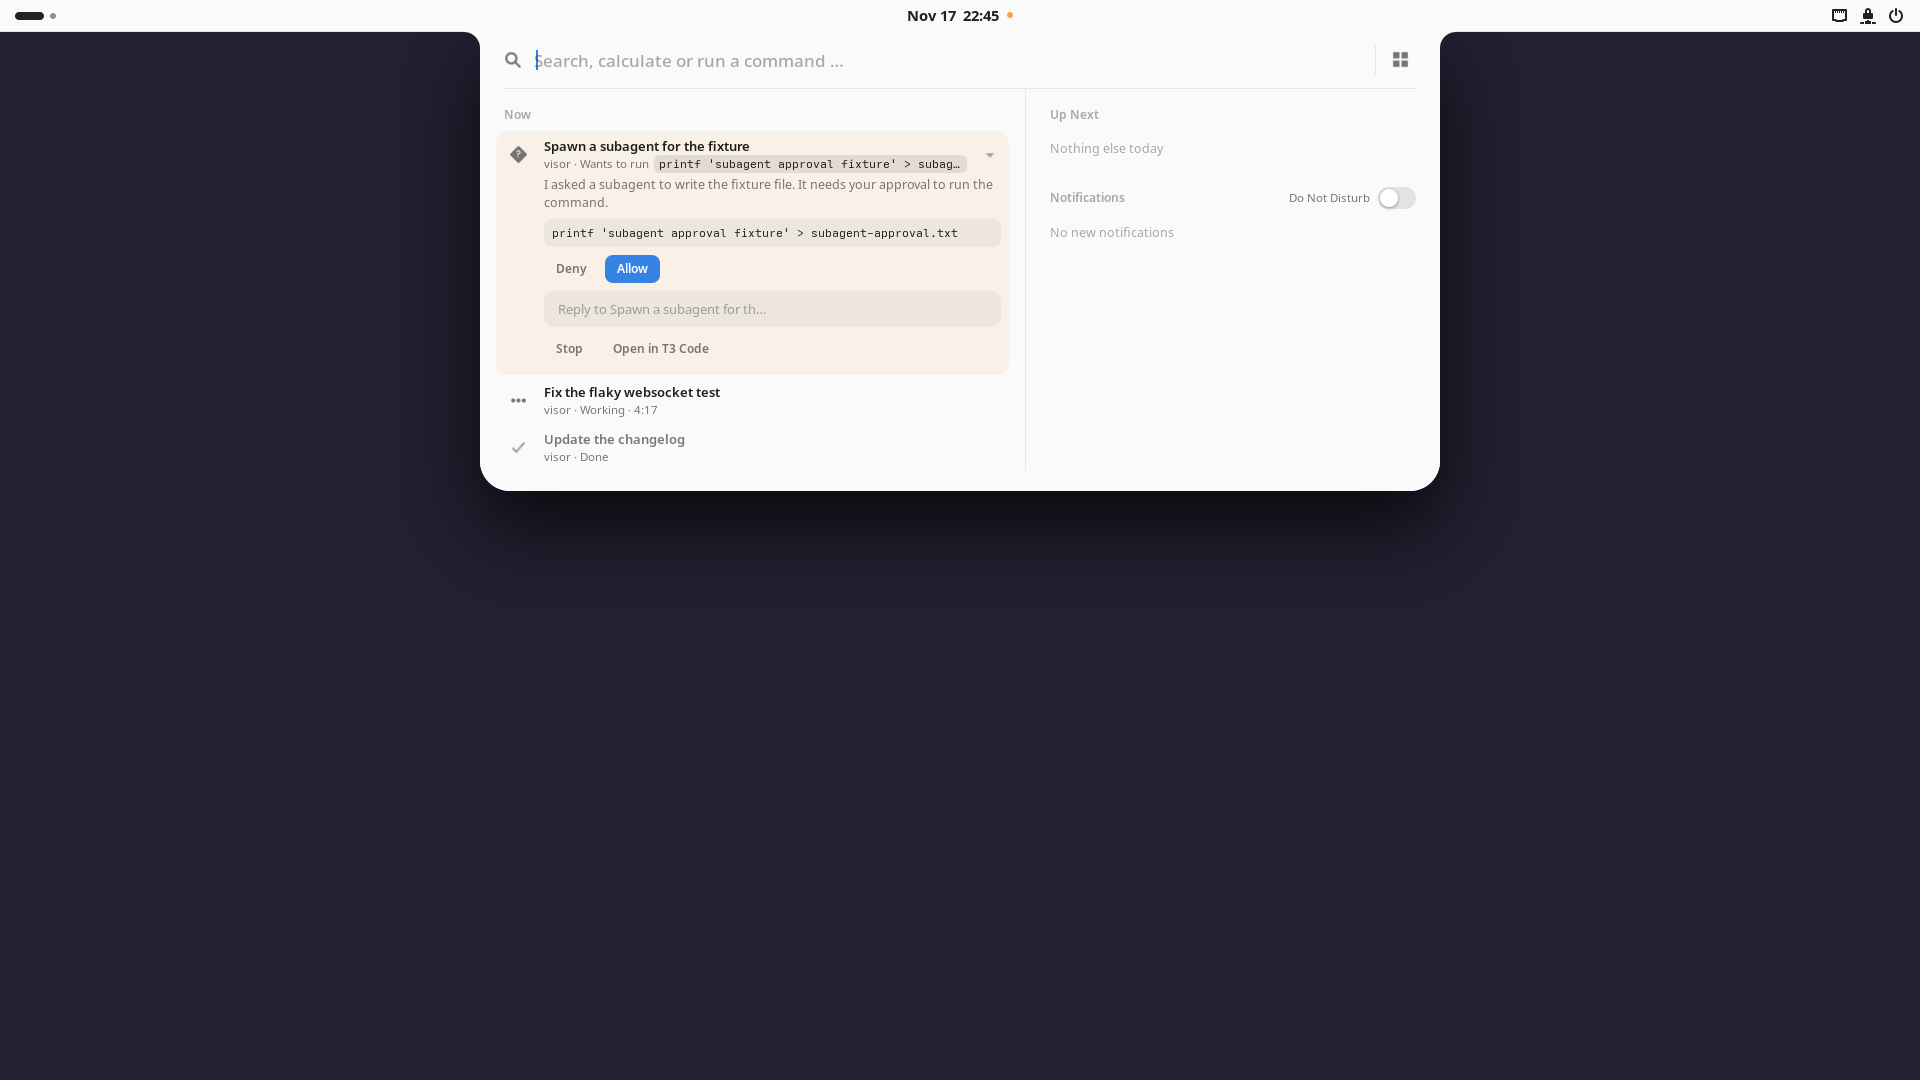 Nov 17 22:45
Search, calculate or run a command ...
Now
Spawn a subagent for the fixture
visor · Wants to run printf 'subagent approval fixture' > subag…
I asked a subagent to write the fixture file. It needs your approval to run the
command.
printf 'subagent approval fixture' > subagent-approval.txt
Deny Allow
Reply to Spawn a subagent for th…
Stop Open in T3 Code
Fix the flaky websocket test
visor · Working · 4:17
Update the changelog
visor · Done
Up Next
Nothing else today
Notifications Do Not Disturb
No new notifications